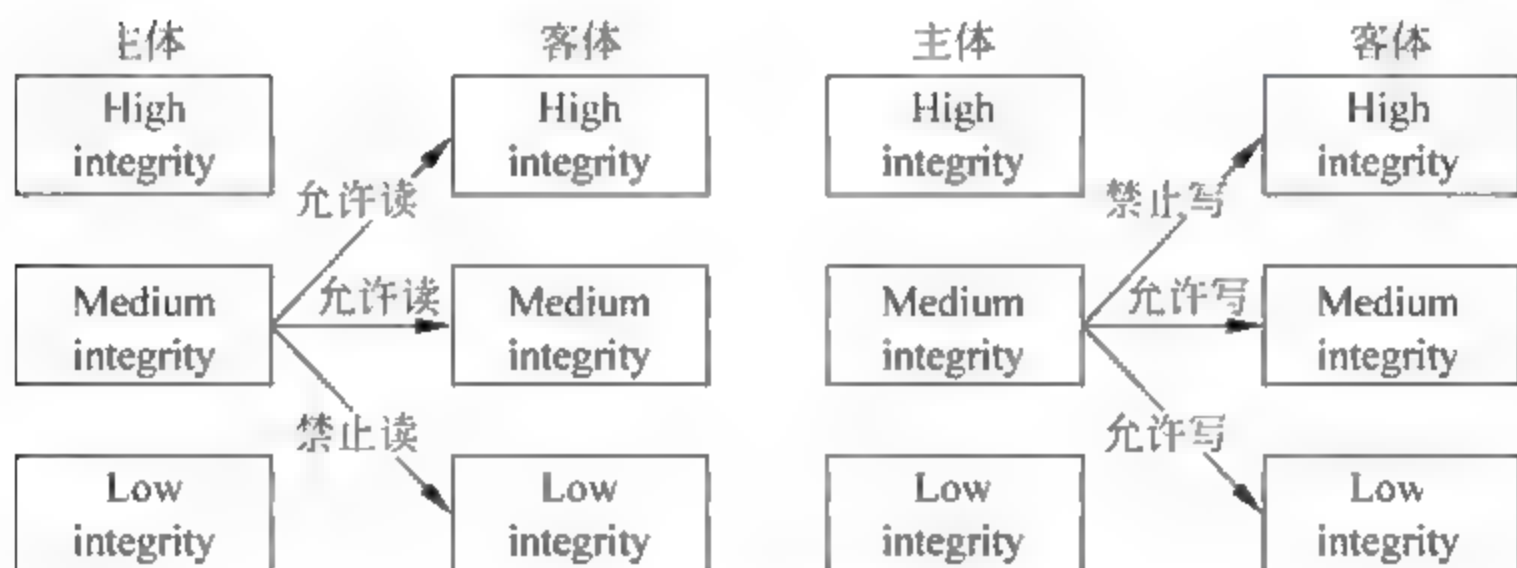 主体 客体 主体 客体
High High High High
integrity integrity integrity integrity
允许读 禁止写
Medium 允许读 Medium Medium 允许写 Medium
integrity integrity integrity integrity
禁止读 允许写
Low Low Low Low
integrity integrity integrity integrity